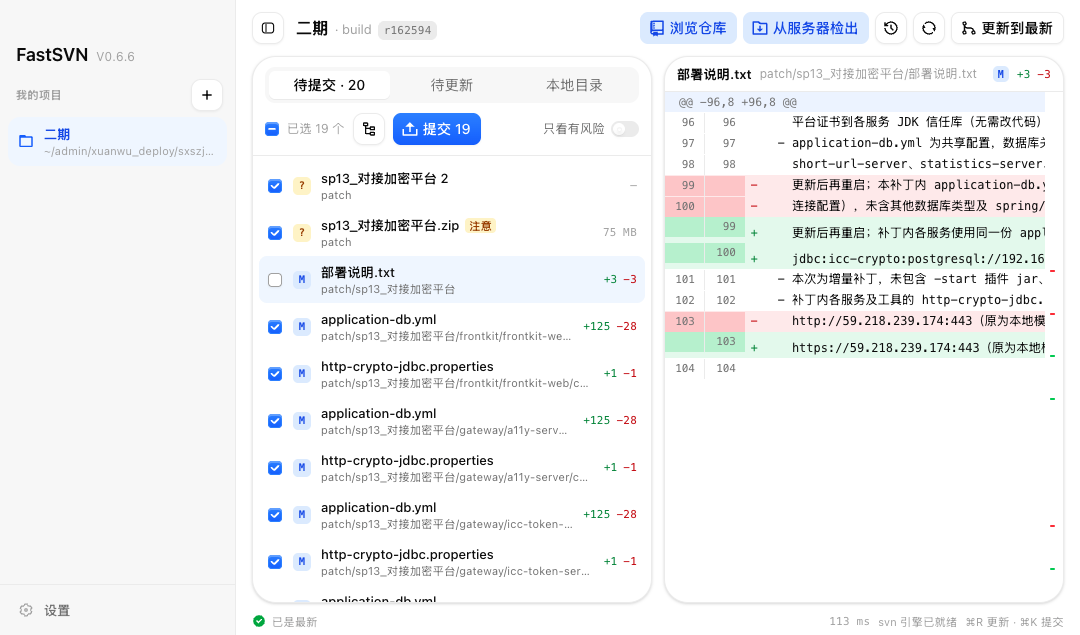 FastSVN V0.6.6
我的项目
+
二期
~/admin/xuanwu_deploy/sxszj...
设置
二期 · build r162594
浏览仓库
从服务器检出
更新到最新
待提交 · 20
待更新
本地目录
已选 19 个
提交 19
只看有风险
? sp13_对接加密平台 2 —
patch
? sp13_对接加密平台.zip 注意 75 MB
patch
M 部署说明.txt +3 −3
patch/sp13_对接加密平台
M application-db.yml +125 −28
patch/sp13_对接加密平台/frontkit/frontkit-we...
M http-crypto-jdbc.properties +1 −1
patch/sp13_对接加密平台/frontkit/frontkit-web/c...
M application-db.yml +125 −28
patch/sp13_对接加密平台/gateway/a11y-serv...
M http-crypto-jdbc.properties +1 −1
patch/sp13_对接加密平台/gateway/a11y-server/c...
M application-db.yml +125 −28
patch/sp13_对接加密平台/gateway/icc-token-...
M http-crypto-jdbc.properties +1 −1
patch/sp13_对接加密平台/gateway/icc-token-ser...
application-db.yml
部署说明.txt patch/sp13_对接加密平台/部署说明.txt M +3 −3
@@ −96,8 +96,8 @@
96 96 平台证书到各服务 JDK 信任库（无需改代码）
97 97 - application-db.yml 为共享配置，数据库
98 98 short-url-server、statistics-server
99 − 更新后再重启；本补丁内 application-db.
100 − 连接配置），未含其他数据库类型及 spring/
99 + 更新后再重启；补丁内各服务使用同一份 appl
100 + jdbc:icc-crypto:postgresql://192.16
101 101 - 本次为增量补丁，未包含 -start 插件 jar、
102 102 - 补丁内各服务及工具的 http-crypto-jdbc.
103 − http://59.218.239.174:443（原为本地模
103 + https://59.218.239.174:443（原为本地
104 104
已是最新
113 ms svn 引擎已就绪 ⌘R 更新 · ⌘K 提交